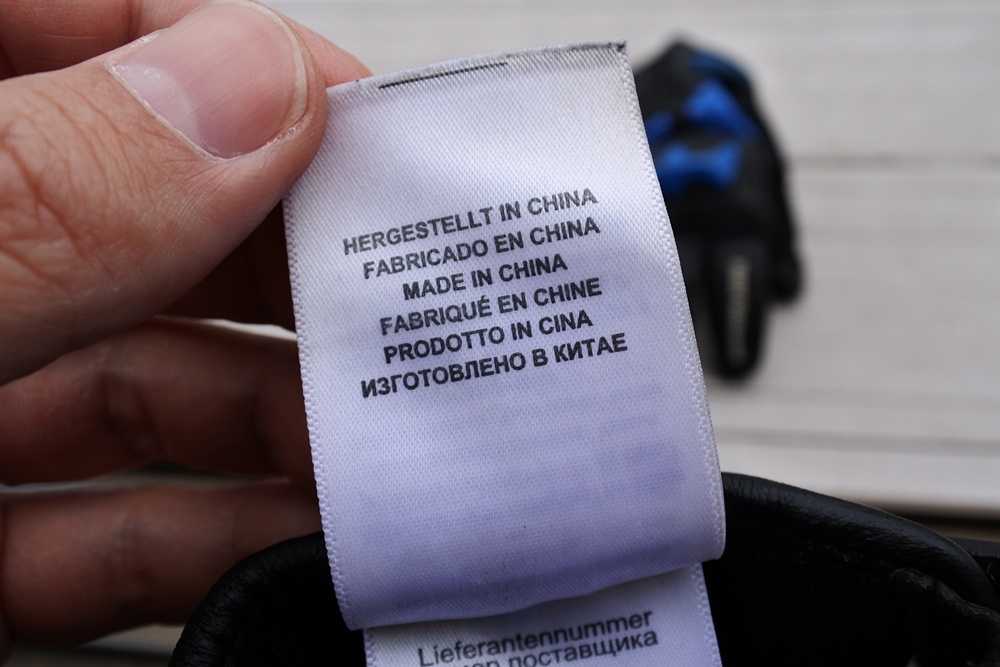 HERGESTELLT IN CHINA
FABRICADO EN CHINA
MADE IN CHINA
FABRIQUÉ EN CHINE
PRODOTTO IN CINA
ИЗГОТОВЛЕНО В КИТАЕ
Lieferantennummer
поставщика